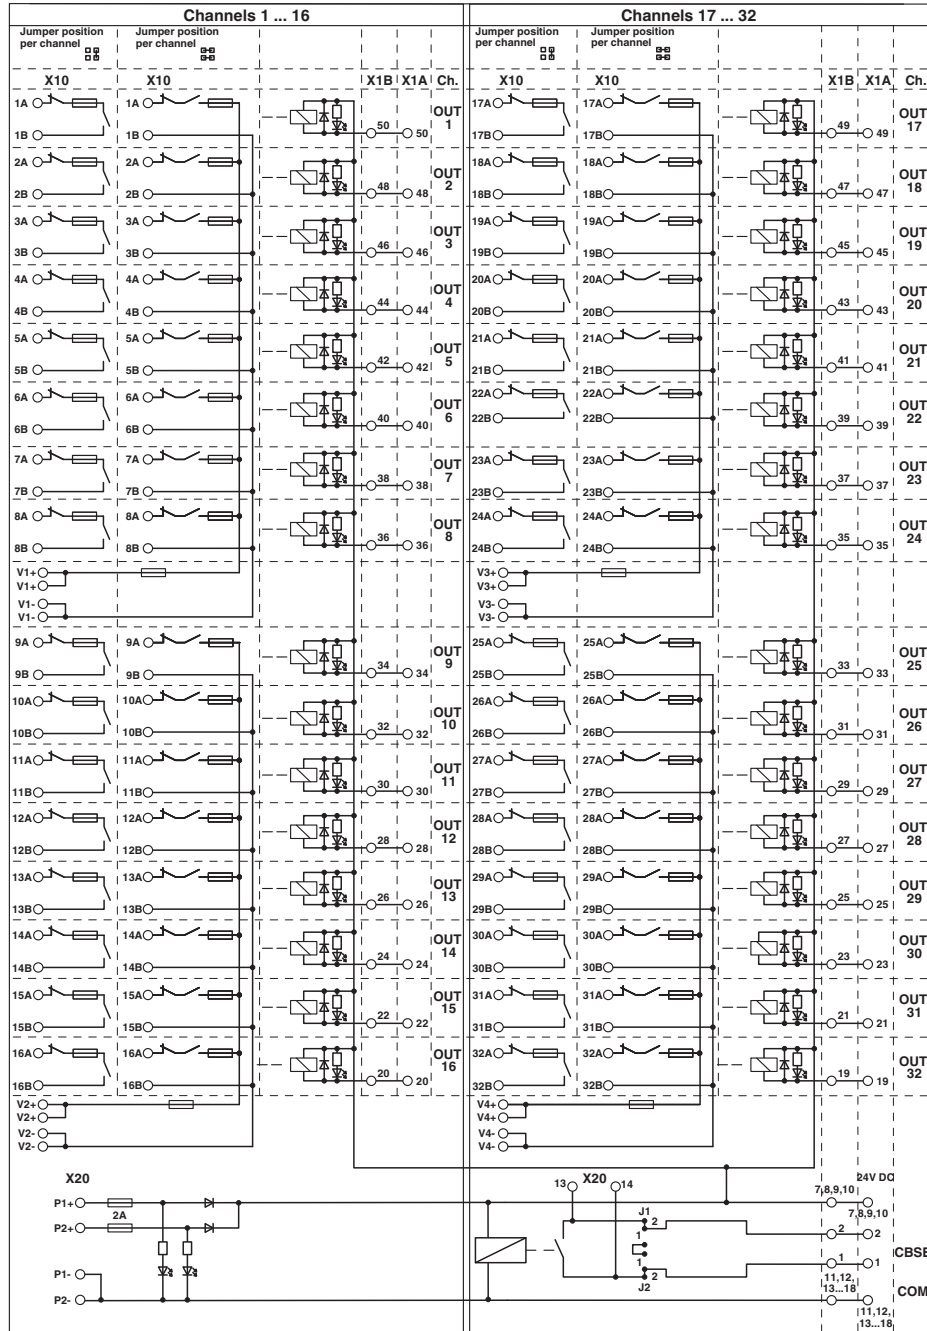 Channels 1 ... 16 Channels 17 ... 32
Jumper position per channel Jumper position per channel Jumper position per channel Jumper position per channel
X10 X10 X1B X1A Ch. X10 X10 X1B X1A Ch.
1A 1A OUT 1 17A 17A OUT 17
1B 1B 50 50 17B 17B 49 49
2A 2A OUT 2 18A 18A OUT 18
2B 2B 48 48 18B 18B 47 47
3A 3A OUT 3 19A 19A OUT 19
3B 3B 46 46 19B 19B 45 45
4A 4A OUT 4 20A 20A OUT 20
4B 4B 44 44 20B 20B 43 43
5A 5A OUT 5 21A 21A OUT 21
5B 5B 42 42 21B 21B 41 41
6A 6A OUT 6 22A 22A OUT 22
6B 6B 40 40 22B 22B 39 39
7A 7A OUT 7 23A 23A OUT 23
7B 7B 38 38 23B 23B 37 37
8A 8A OUT 8 24A 24A OUT 24
8B 8B 36 36 24B 24B 35 35
V1+ V3+
V1+ V3+
V1- V3-
V1- V3-
9A 9A OUT 9 25A 25A OUT 25
9B 9B 34 34 25B 25B 33 33
10A 10A OUT 10 26A 26A OUT 26
10B 10B 32 32 26B 26B 31 31
11A 11A OUT 11 27A 27A OUT 27
11B 11B 30 30 27B 27B 29 29
12A 12A OUT 12 28A 28A OUT 28
12B 12B 28 28 28B 28B 27 27
13A 13A OUT 13 29A 29A OUT 29
13B 13B 26 26 29B 29B 25 25
14A 14A OUT 14 30A 30A OUT 30
14B 14B 24 24 30B 30B 23 23
15A 15A OUT 15 31A 31A OUT 31
15B 15B 22 22 31B 31B 21 21
16A 16A OUT 16 32A 32A OUT 32
16B 16B 20 20 32B 32B 19 19
V2+ V4+
V2+ V4+
V2- V4-
V2- V4-
X20 X20 24V DC
13 14 7,8,9,10
P1+ 7,8,9,10
2A J1
P2+ 2 2 2
1 CBSE
1 1 1
P1- 2
J2 11,12, 13...18 COM
P2- 11,12, 13...18